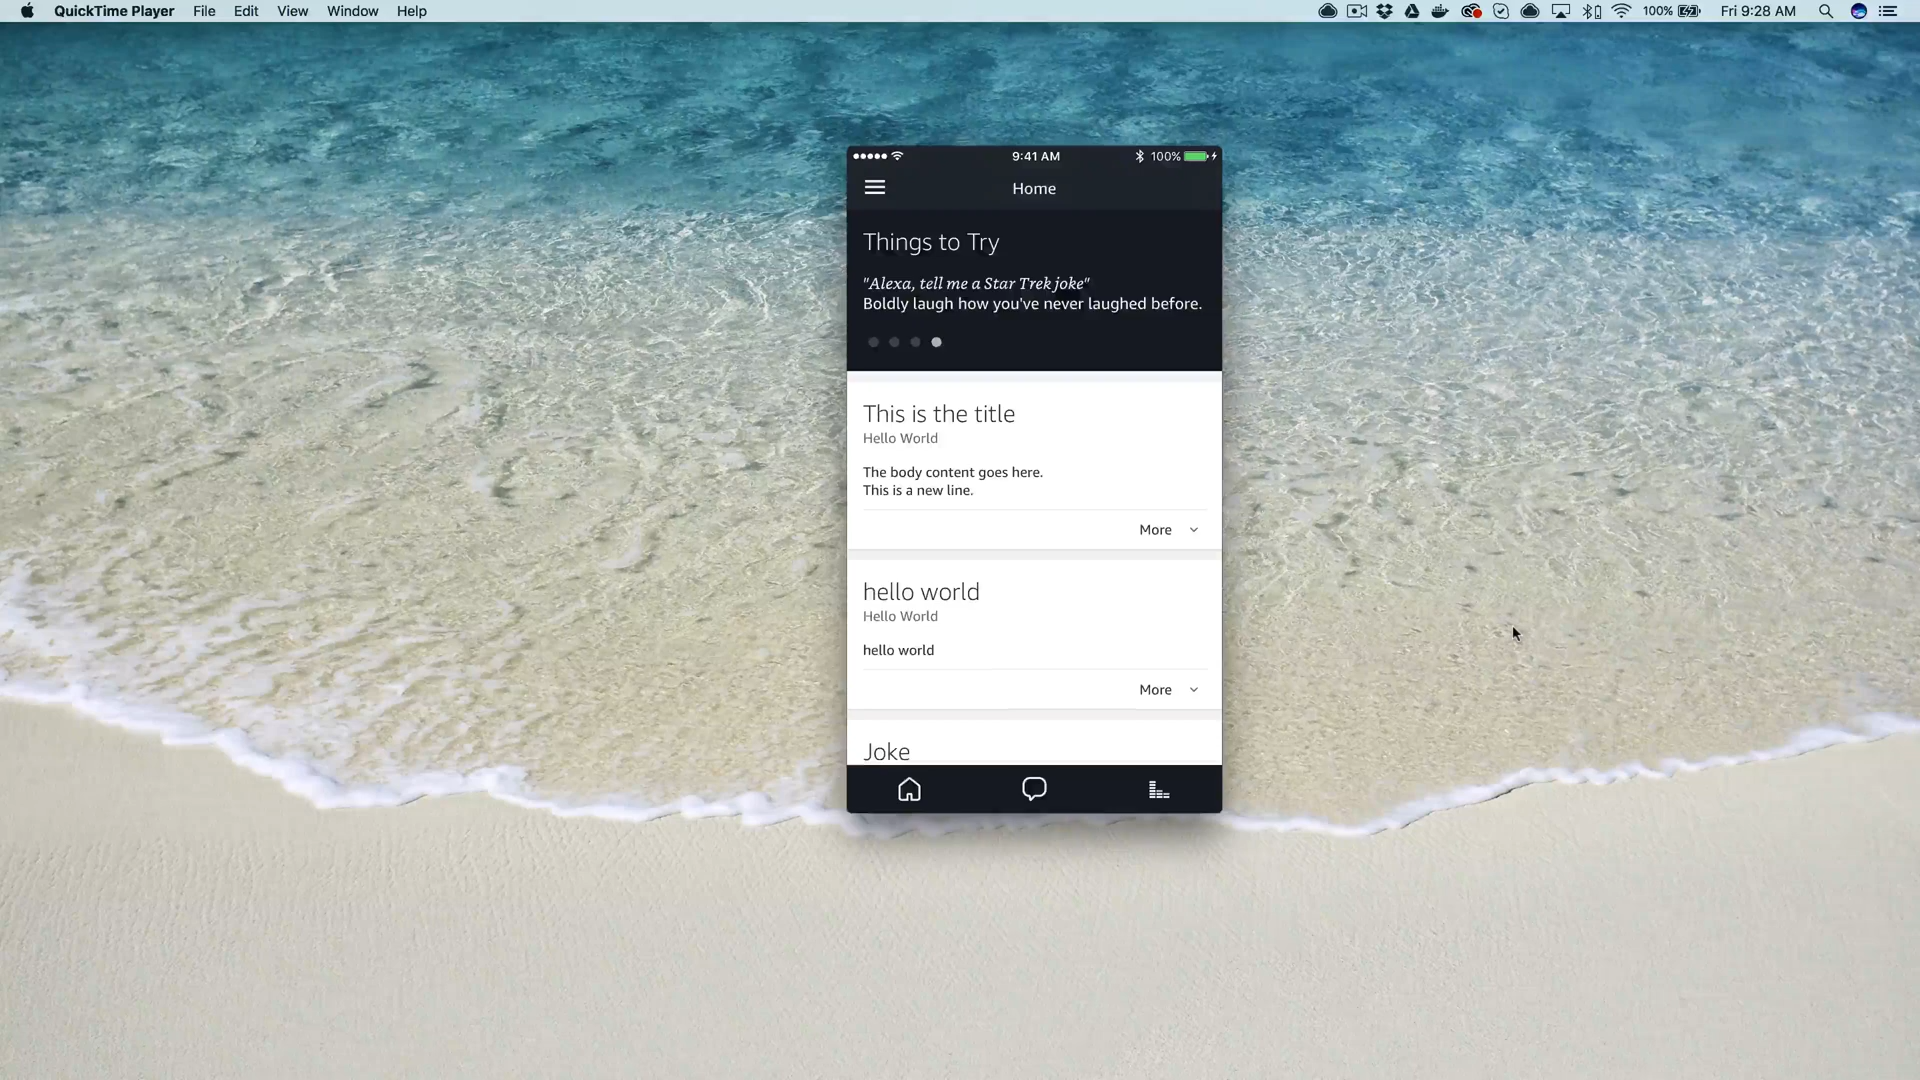 QuickTime Player File Edit View Window Help 100% Fri 9:28 AM
9:41 AM 100%
Home
Things to Try
"Alexa, tell me a Star Trek joke"
Boldly laugh how you've never laughed before.
This is the title
Hello World
The body content goes here.
This is a new line.
More
hello world
Hello World
hello world
More
Joke